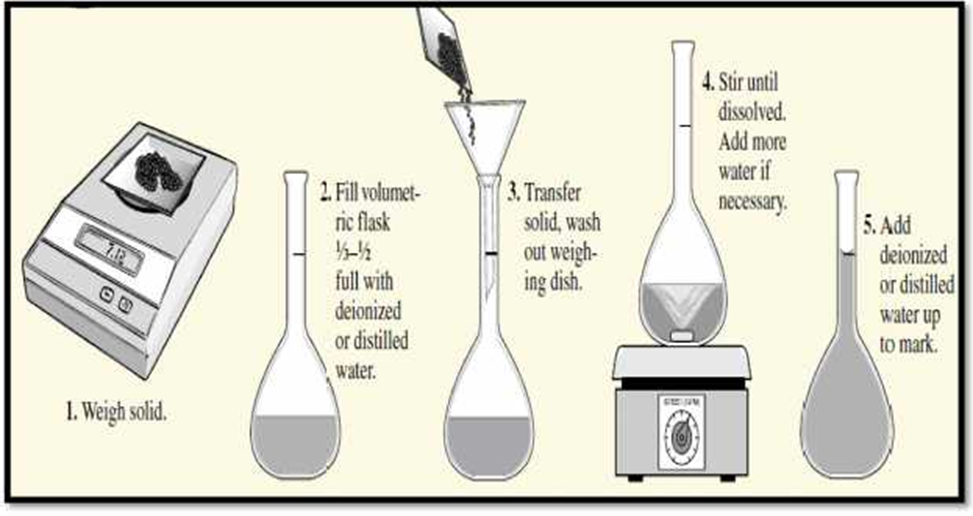 1. Weigh solid.
2. Fill volumet-
ric flask
⅓–½
full with
deionized
or distilled
water.
3. Transfer
solid, wash
out weigh-
ing dish.
4. Stir until
dissolved.
Add more
water if
necessary.
5. Add
deionized
or distilled
water up
to mark.